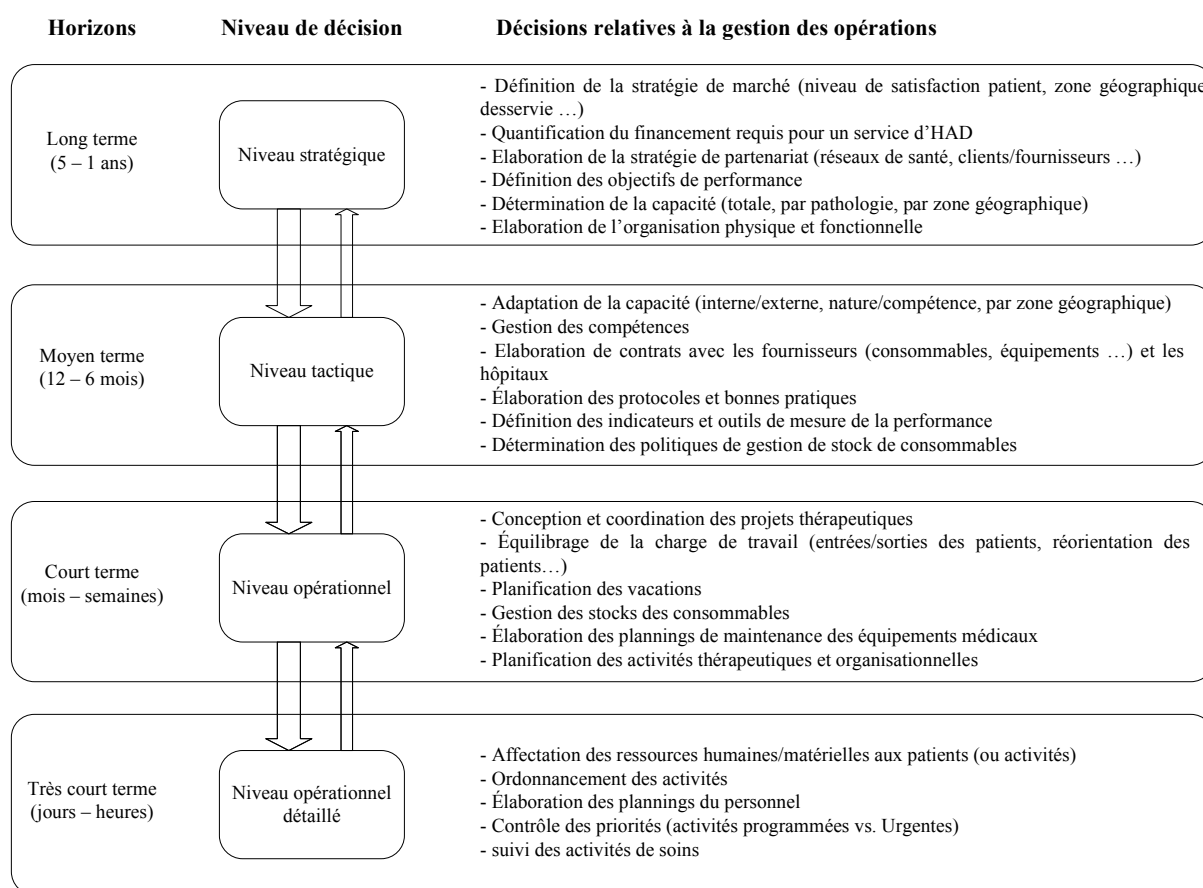 Horizons
Niveau de décision
Décisions relatives à la gestion des opérations
Long terme
(5 – 1 ans)
Niveau stratégique
- Définition de la stratégie de marché (niveau de satisfaction patient, zone géographique
desservie …)
- Quantification du financement requis pour un service d’HAD
- Elaboration de la stratégie de partenariat (réseaux de santé, clients/fournisseurs …)
- Définition des objectifs de performance
- Détermination de la capacité (totale, par pathologie, par zone géographique)
- Elaboration de l’organisation physique et fonctionnelle
Moyen terme
(12 – 6 mois)
Niveau tactique
- Adaptation de la capacité (interne/externe, nature/compétence, par zone géographique)
- Gestion des compétences
- Elaboration de contrats avec les fournisseurs (consommables, équipements …) et les
hôpitaux
- Élaboration des protocoles et bonnes pratiques
- Définition des indicateurs et outils de mesure de la performance
- Détermination des politiques de gestion de stock de consommables
Court terme
(mois – semaines)
Niveau opérationnel
- Conception et coordination des projets thérapeutiques
- Équilibrage de la charge de travail (entrées/sorties des patients, réorientation des
patients…)
- Planification des vacations
- Gestion des stocks des consommables
- Élaboration des plannings de maintenance des équipements médicaux
- Planification des activités thérapeutiques et organisationnelles
Très court terme
(jours – heures)
Niveau opérationnel
détaillé
- Affectation des ressources humaines/matérielles aux patients (ou activités)
- Ordonnancement des activités
- Élaboration des plannings du personnel
- Contrôle des priorités (activités programmées vs. Urgentes)
- suivi des activités de soins